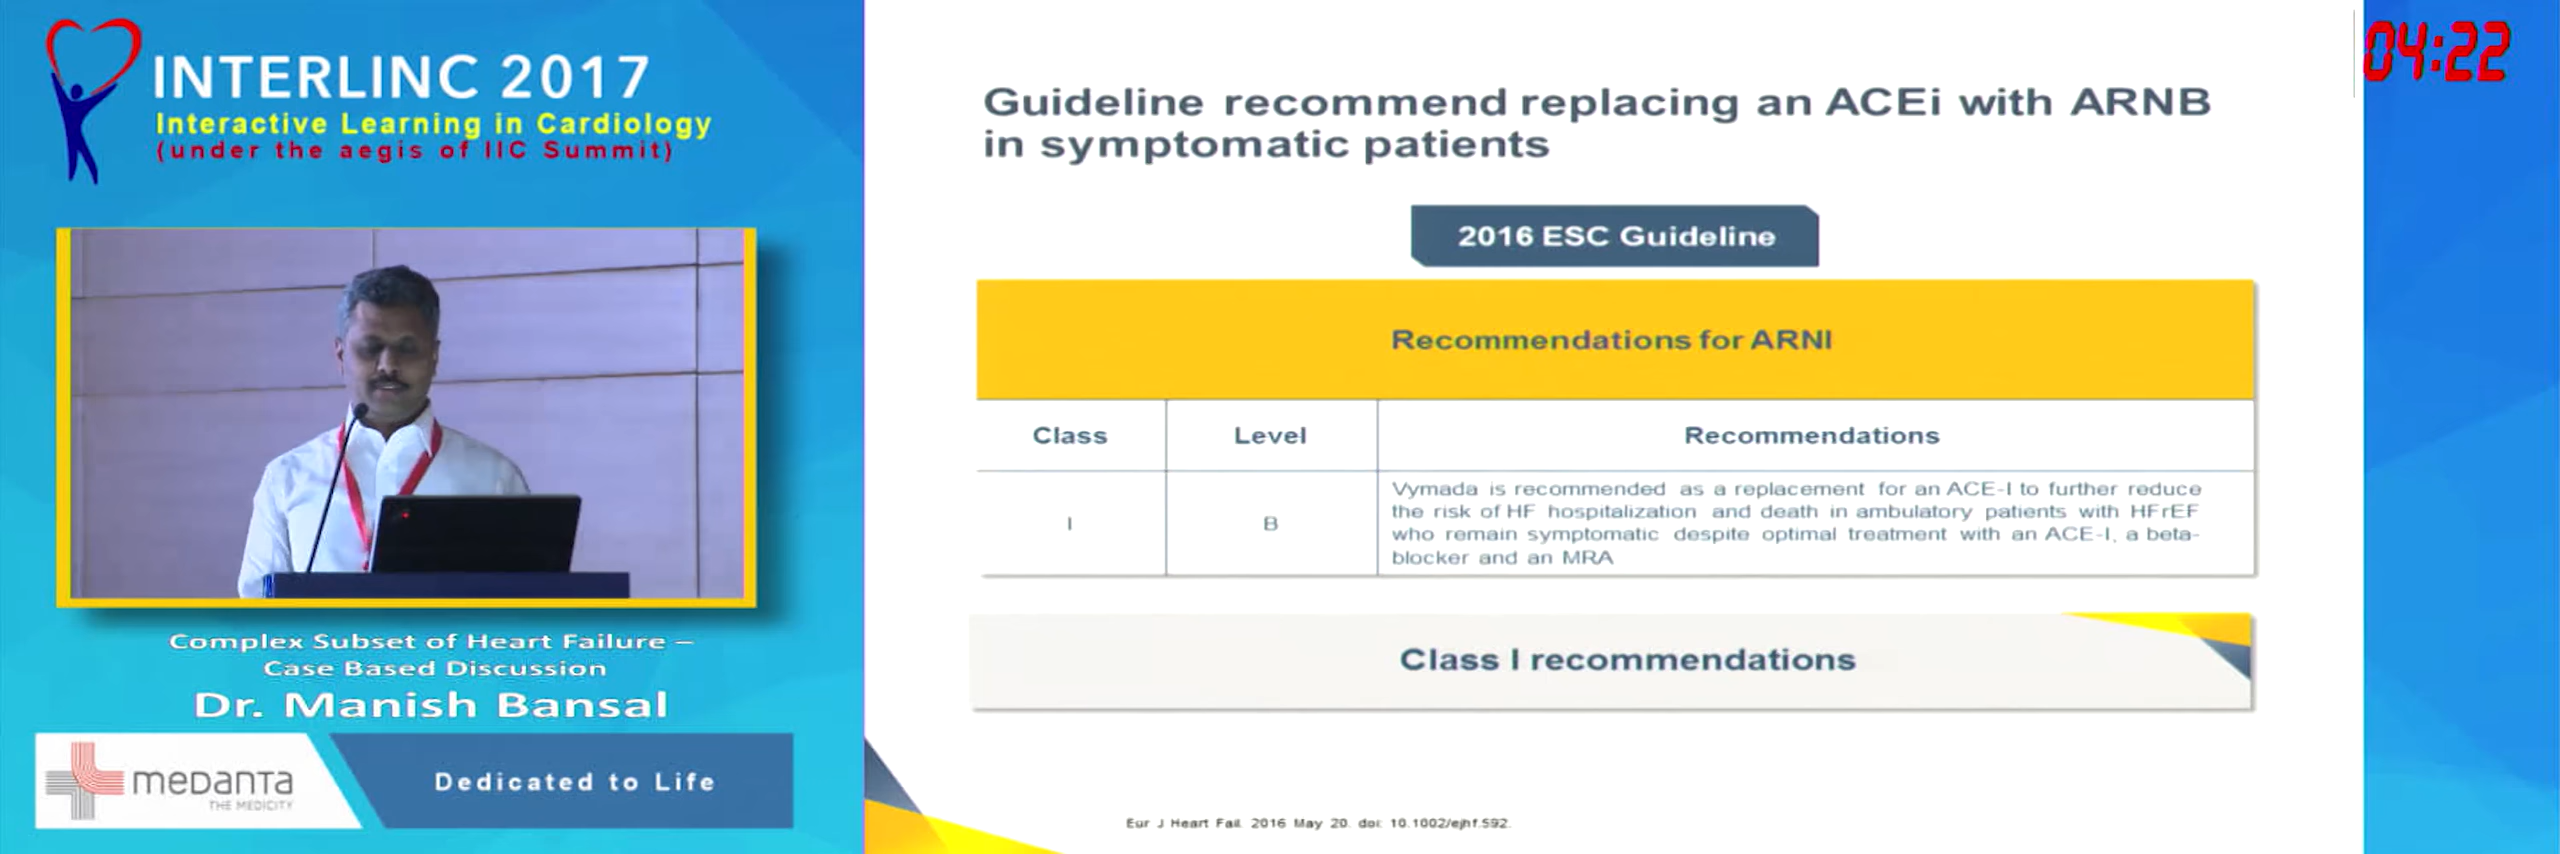 INTERLINC 2017
Interactive Learning in Cardiology
(under the aegis of IIC Summit)
Complex Subset of Heart Failure –
Case Based Discussion
Dr. Manish Bansal
meDanTa
THE MEDICITY
Dedicated to Life
04:22
Guideline recommend replacing an ACEi with ARNB
in symptomatic patients
2016 ESC Guideline
Recommendations for ARNI
Class Level Recommendations
I B
Vymada is recommended as a replacement for an ACE-I to further reduce
the risk of HF hospitalization and death in ambulatory patients with HFrEF
who remain symptomatic despite optimal treatment with an ACE-I, a beta-
blocker and an MRA
Class I recommendations
Eur J Heart Fail. 2016 May 20. doi: 10.1002/ejhf.592.